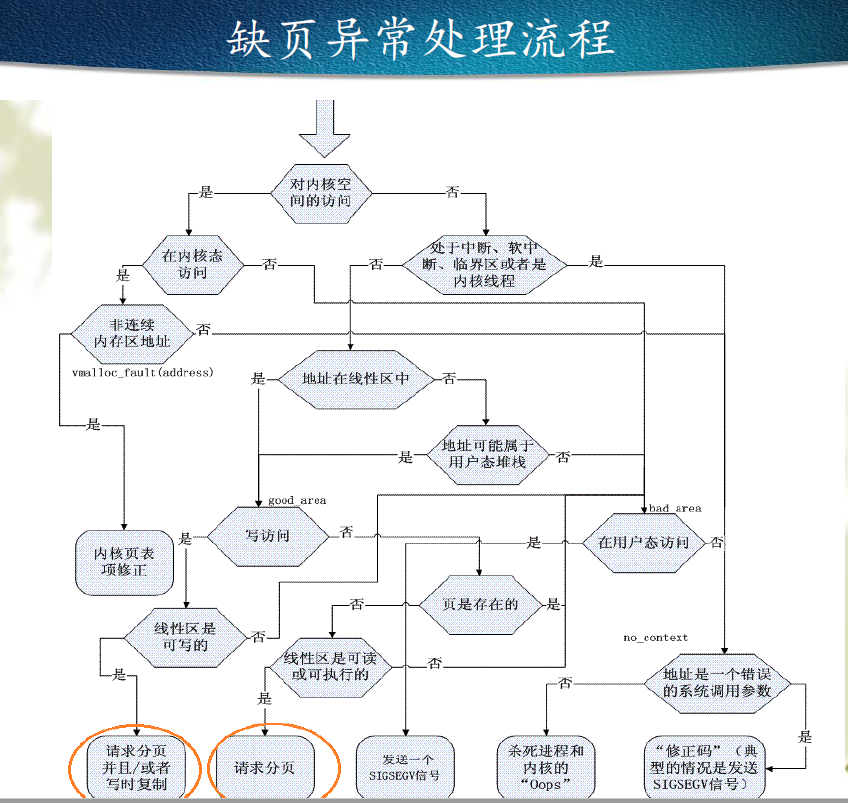 缺页异常处理流程
对内核空
间的访问
是
否
在内核态
访问
处于中断、软中
断、临界区或者是
内核线程
是
否
否
是
非连续
内存区地址
否
vmalloc_fault(address)
地址在线性区中
是
否
是
地址可能属于
用户态堆栈
是
否
good_area
bad_area
写访问
是
否
在用户态访问
是
否
内核页表
项修正
页是存在的
否
是
线性区是
可写的
否
no_context
线性区是可读
或可执行的
否
地址是一个错误
的系统调用参数
是
是
否
是
请求分页
并且/或者
写时复制
请求分页
发送一个
SIGSEGV信号
杀死进程和
内核的
“Oops”
“修正码”（典
型的情况是发送
SIGSEGV信号）